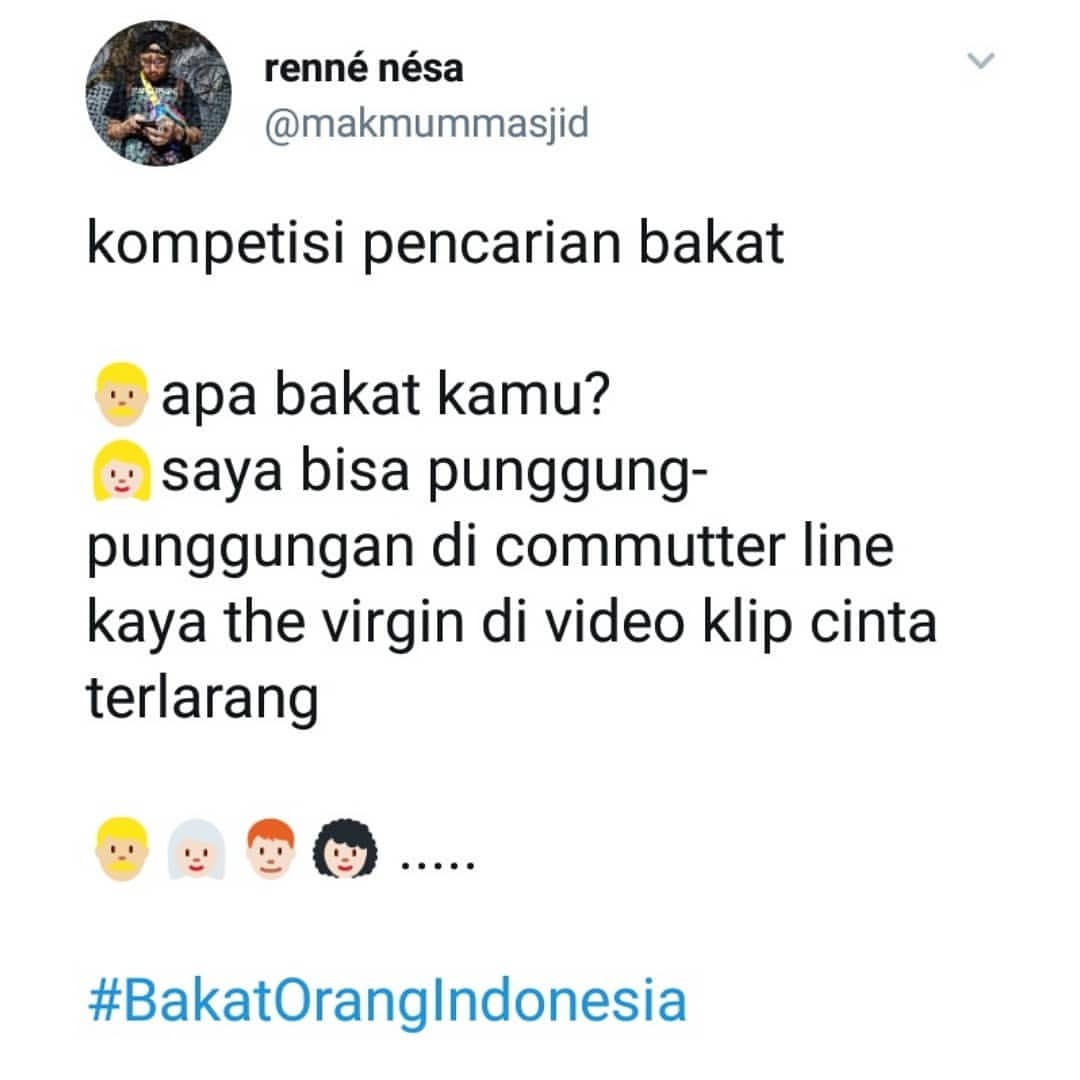 renné nésa
@makmummasjid
kompetisi pencarian bakat
👱‍♂️apa bakat kamu?
👱‍♀️saya bisa punggung-
punggungan di commutter line
kaya the virgin di video klip cinta
terlarang
👱‍♂️👩‍🦳👨‍🦰👩‍🦱 .....
#BakatOrangIndonesia